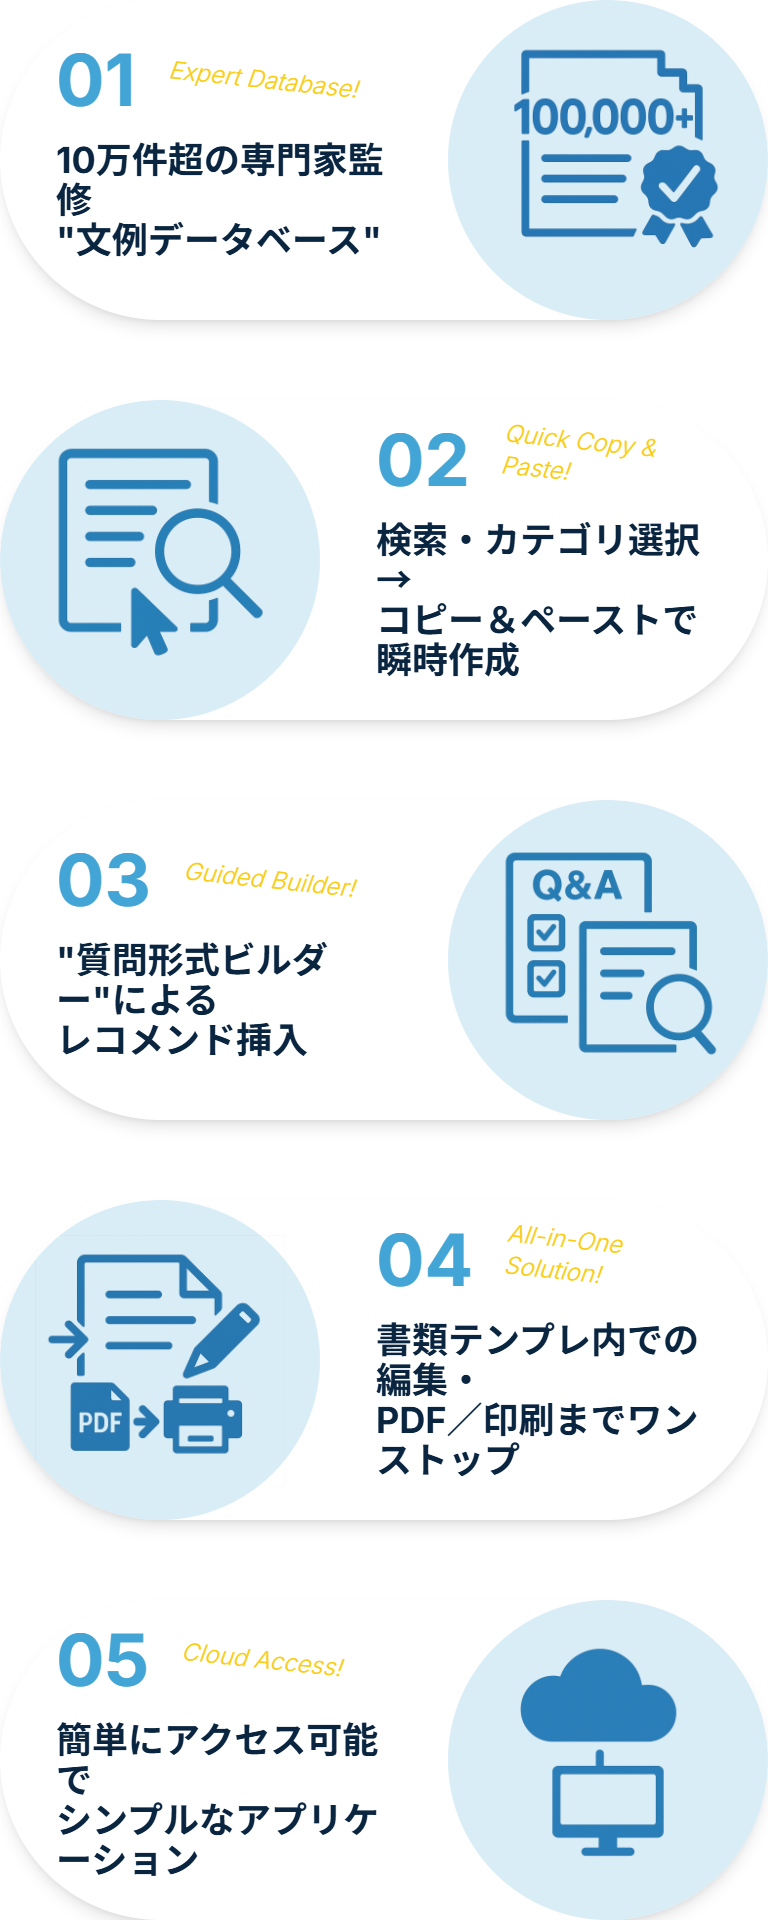 01
Expert Database!
10万件超の専門家監
修
"文例データベース"
100,000+
02
Quick Copy &
Paste!
検索・カテゴリ選択
→
コピー＆ペーストで
瞬時作成
03
Guided Builder!
"質問形式ビルダ
ー"による
レコメンド挿入
Q&A
04
All-in-One
Solution!
書類テンプレ内での
編集・
PDF／印刷までワン
ストップ
PDF
05
Cloud Access!
簡単にアクセス可能
で
シンプルなアプリケ
ーション